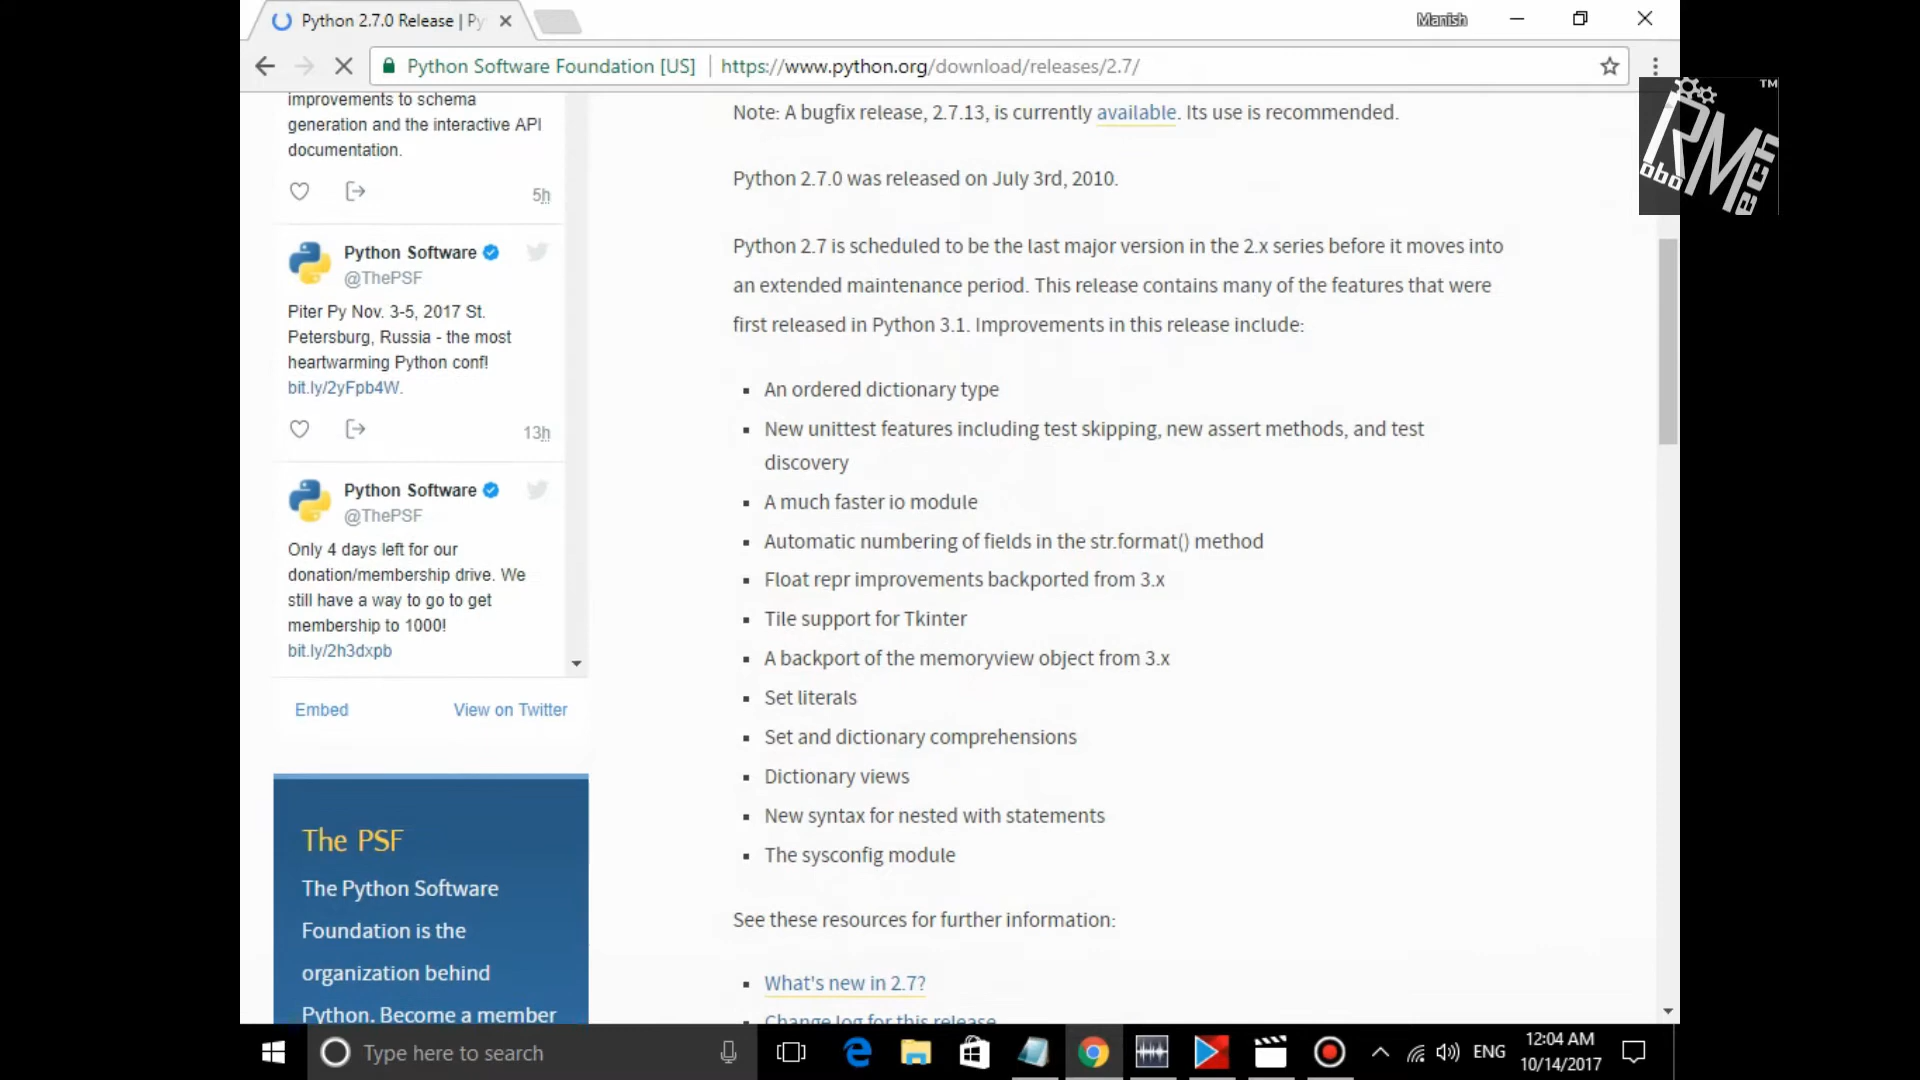 Python 2.7.0 Release | Py
Manish
Python Software Foundation [US] https://www.python.org/download/releases/2.7/
TM
RM
obo
ech
improvements to schema
generation and the interactive API
documentation.
5h
Python Software
@ThePSF
Piter Py Nov. 3-5, 2017 St.
Petersburg, Russia - the most
heartwarming Python conf!
bit.ly/2yFpb4W.
13h
Python Software
@ThePSF
Only 4 days left for our
donation/membership drive. We
still have a way to go to get
membership to 1000!
bit.ly/2h3dxpb
Embed
View on Twitter
The PSF
The Python Software
Foundation is the
organization behind
Python. Become a member
Note: A bugfix release, 2.7.13, is currently available. Its use is recommended.
Python 2.7.0 was released on July 3rd, 2010.
Python 2.7 is scheduled to be the last major version in the 2.x series before it moves into
an extended maintenance period. This release contains many of the features that were
first released in Python 3.1. Improvements in this release include:
An ordered dictionary type
New unittest features including test skipping, new assert methods, and test
discovery
A much faster io module
Automatic numbering of fields in the str.format() method
Float repr improvements backported from 3.x
Tile support for Tkinter
A backport of the memoryview object from 3.x
Set literals
Set and dictionary comprehensions
Dictionary views
New syntax for nested with statements
The sysconfig module
See these resources for further information:
What's new in 2.7?
Change log for this release
Type here to search
ENG
12:04 AM
10/14/2017